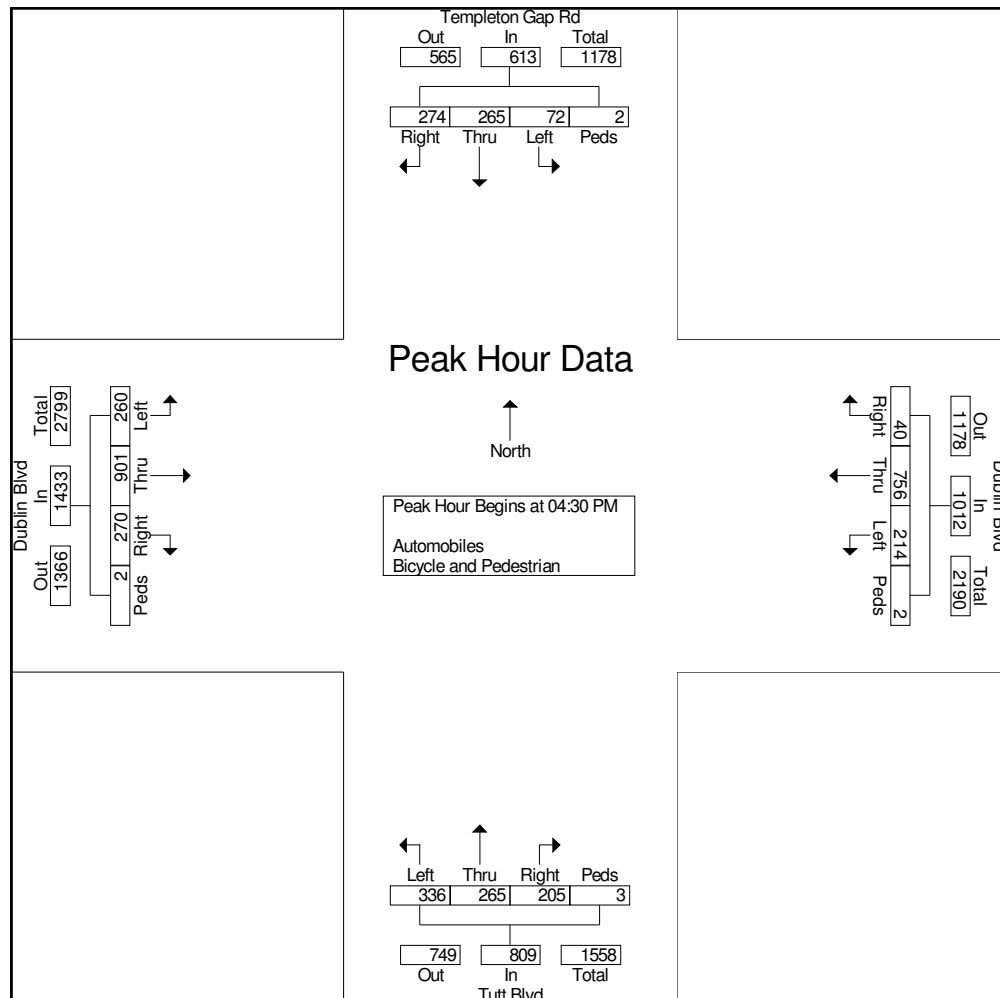 Templeton Gap Rd
Out In Total
565 613 1178
274 265 72 2
Right Thru Left Peds
Peak Hour Data
North
Peak Hour Begins at 04:30 PM
Automobiles
Bicycle and Pedestrian
Dublin Blvd
Out In Total
1366 1433 2799
2 270 901 260
Peds Right Thru Left
Dublin Blvd
Out In Total
1178 1012 2190
40 756 214 2
Right Thru Left Peds
Left Thru Right Peds
336 265 205 3
749 809 1558
Out In Total
Tutt Blvd